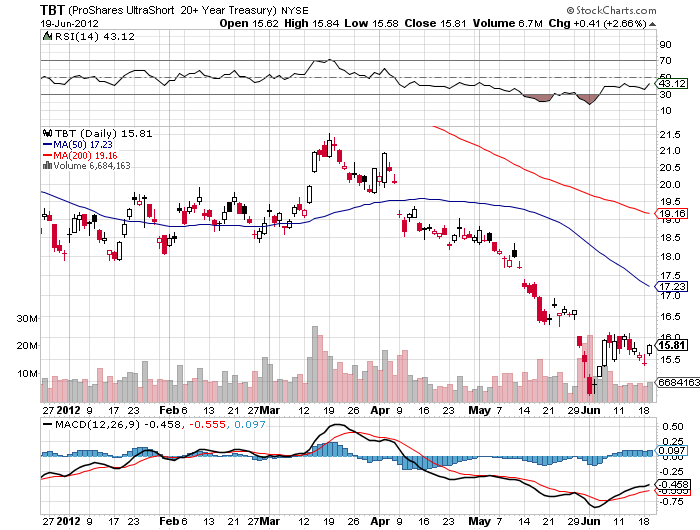 TBT (ProShares UltraShort 20+ Year Treasury) NYSE © StockCharts.com
19-Jun-2012 Open 15.62 High 15.84 Low 15.58 Close 15.81 Volume 6.7M Chg +0.41 (+2.66%)
RSI(14) 43.12
90
70
50
43.12
30
10
TBT (Daily) 15.81
MA(50) 17.23
MA(200) 19.16
Volume 6,684,163
21.5
21.0
20.5
20.0
19.5
19.16
19.0
18.5
18.0
17.5
17.23
17.0
16.5
16.0
15.81
15.5
30M
20M
10M
6684163
27 2012 9 17 23 Feb 6 13 21 Mar 12 19 26 Apr 9 16 23 May 7 14 21 29 Jun 11 18
MACD(12,26,9) -0.458, -0.555, 0.097
0.50
0.25
0.097
0.00
-0.458
-0.555
-0.75
27 2012 9 17 23 Feb 6 13 21 Mar 12 19 26 Apr 9 16 23 May 7 14 21 29 Jun 11 18